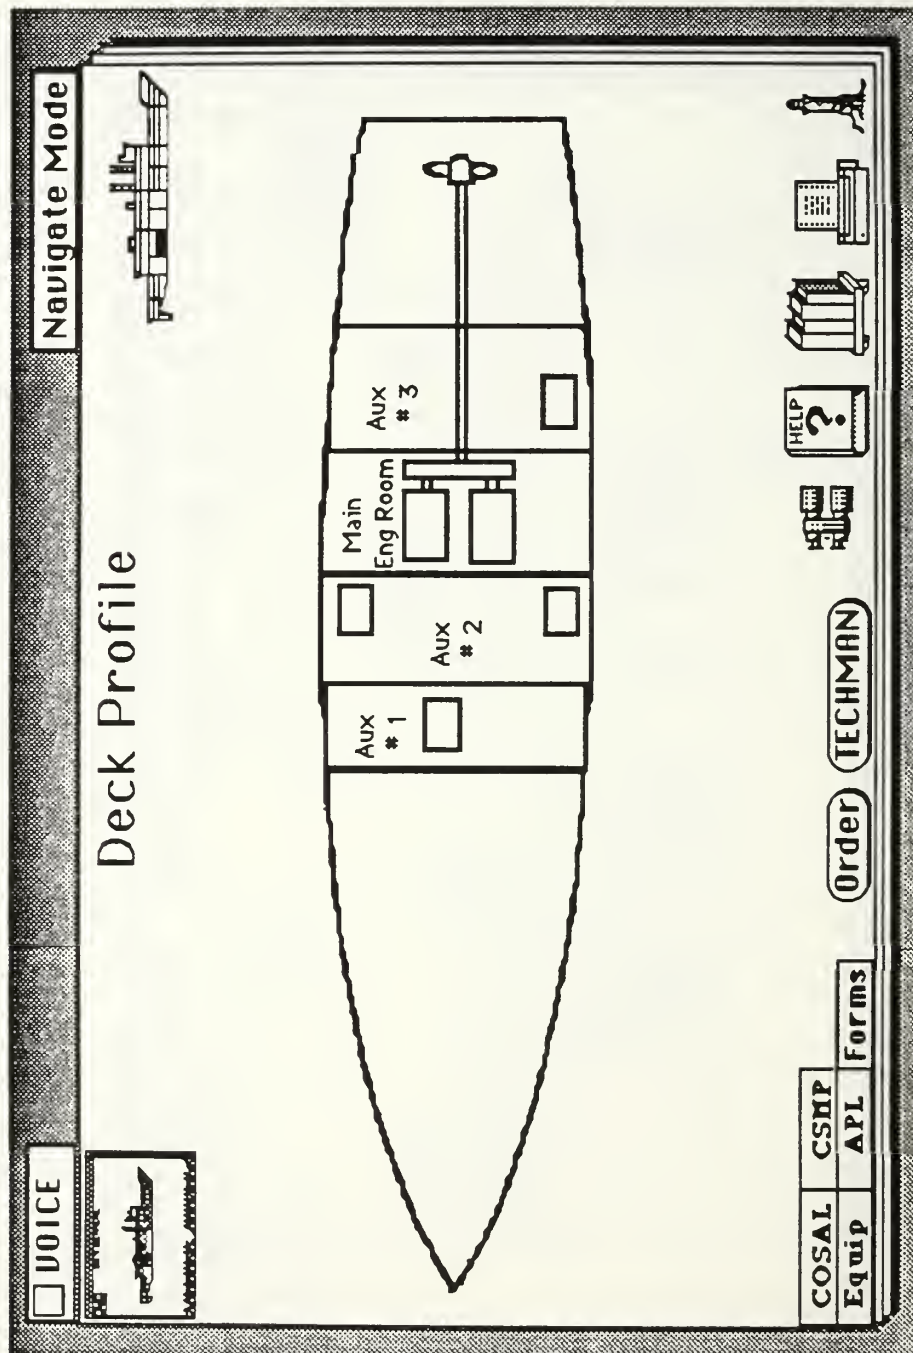 VOICE
Navigate Mode
Deck Profile
Aux
# 1
Aux
# 2
Main
Eng Room
Aux
# 3
COSAL
CSMP
Equip
APL
Forms
Order
TECHMAN
HELP
?